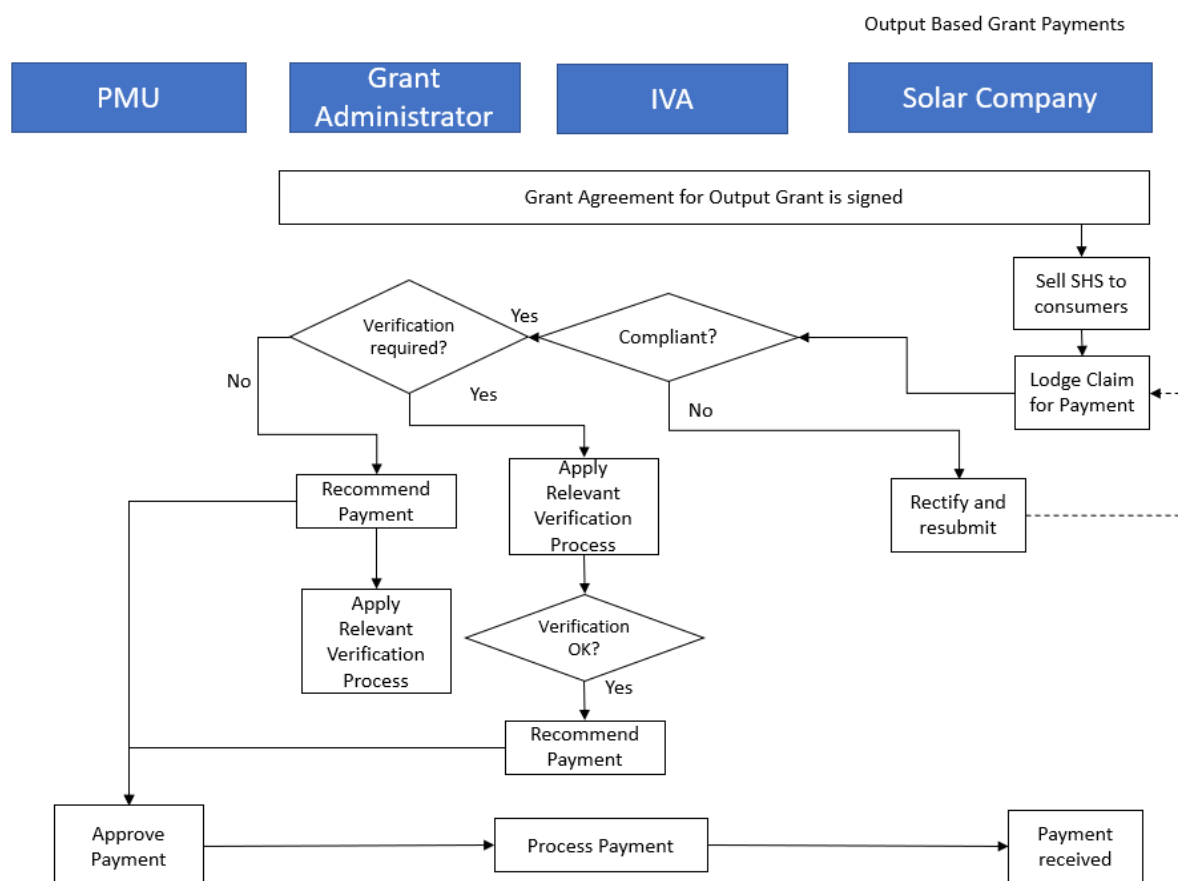 Output Based Grant Payments
PMU
Grant
Administrator
IVA
Solar Company
Grant Agreement for Output Grant is signed
Sell SHS to
consumers
Yes
Verification
required?
Compliant?
Lodge Claim
for Payment
No
Yes
No
Recommend
Payment
Apply
Relevant
Verification
Process
Rectify and
resubmit
Apply
Relevant
Verification
Process
Verification
OK?
Yes
Recommend
Payment
Approve
Payment
Process Payment
Payment
received